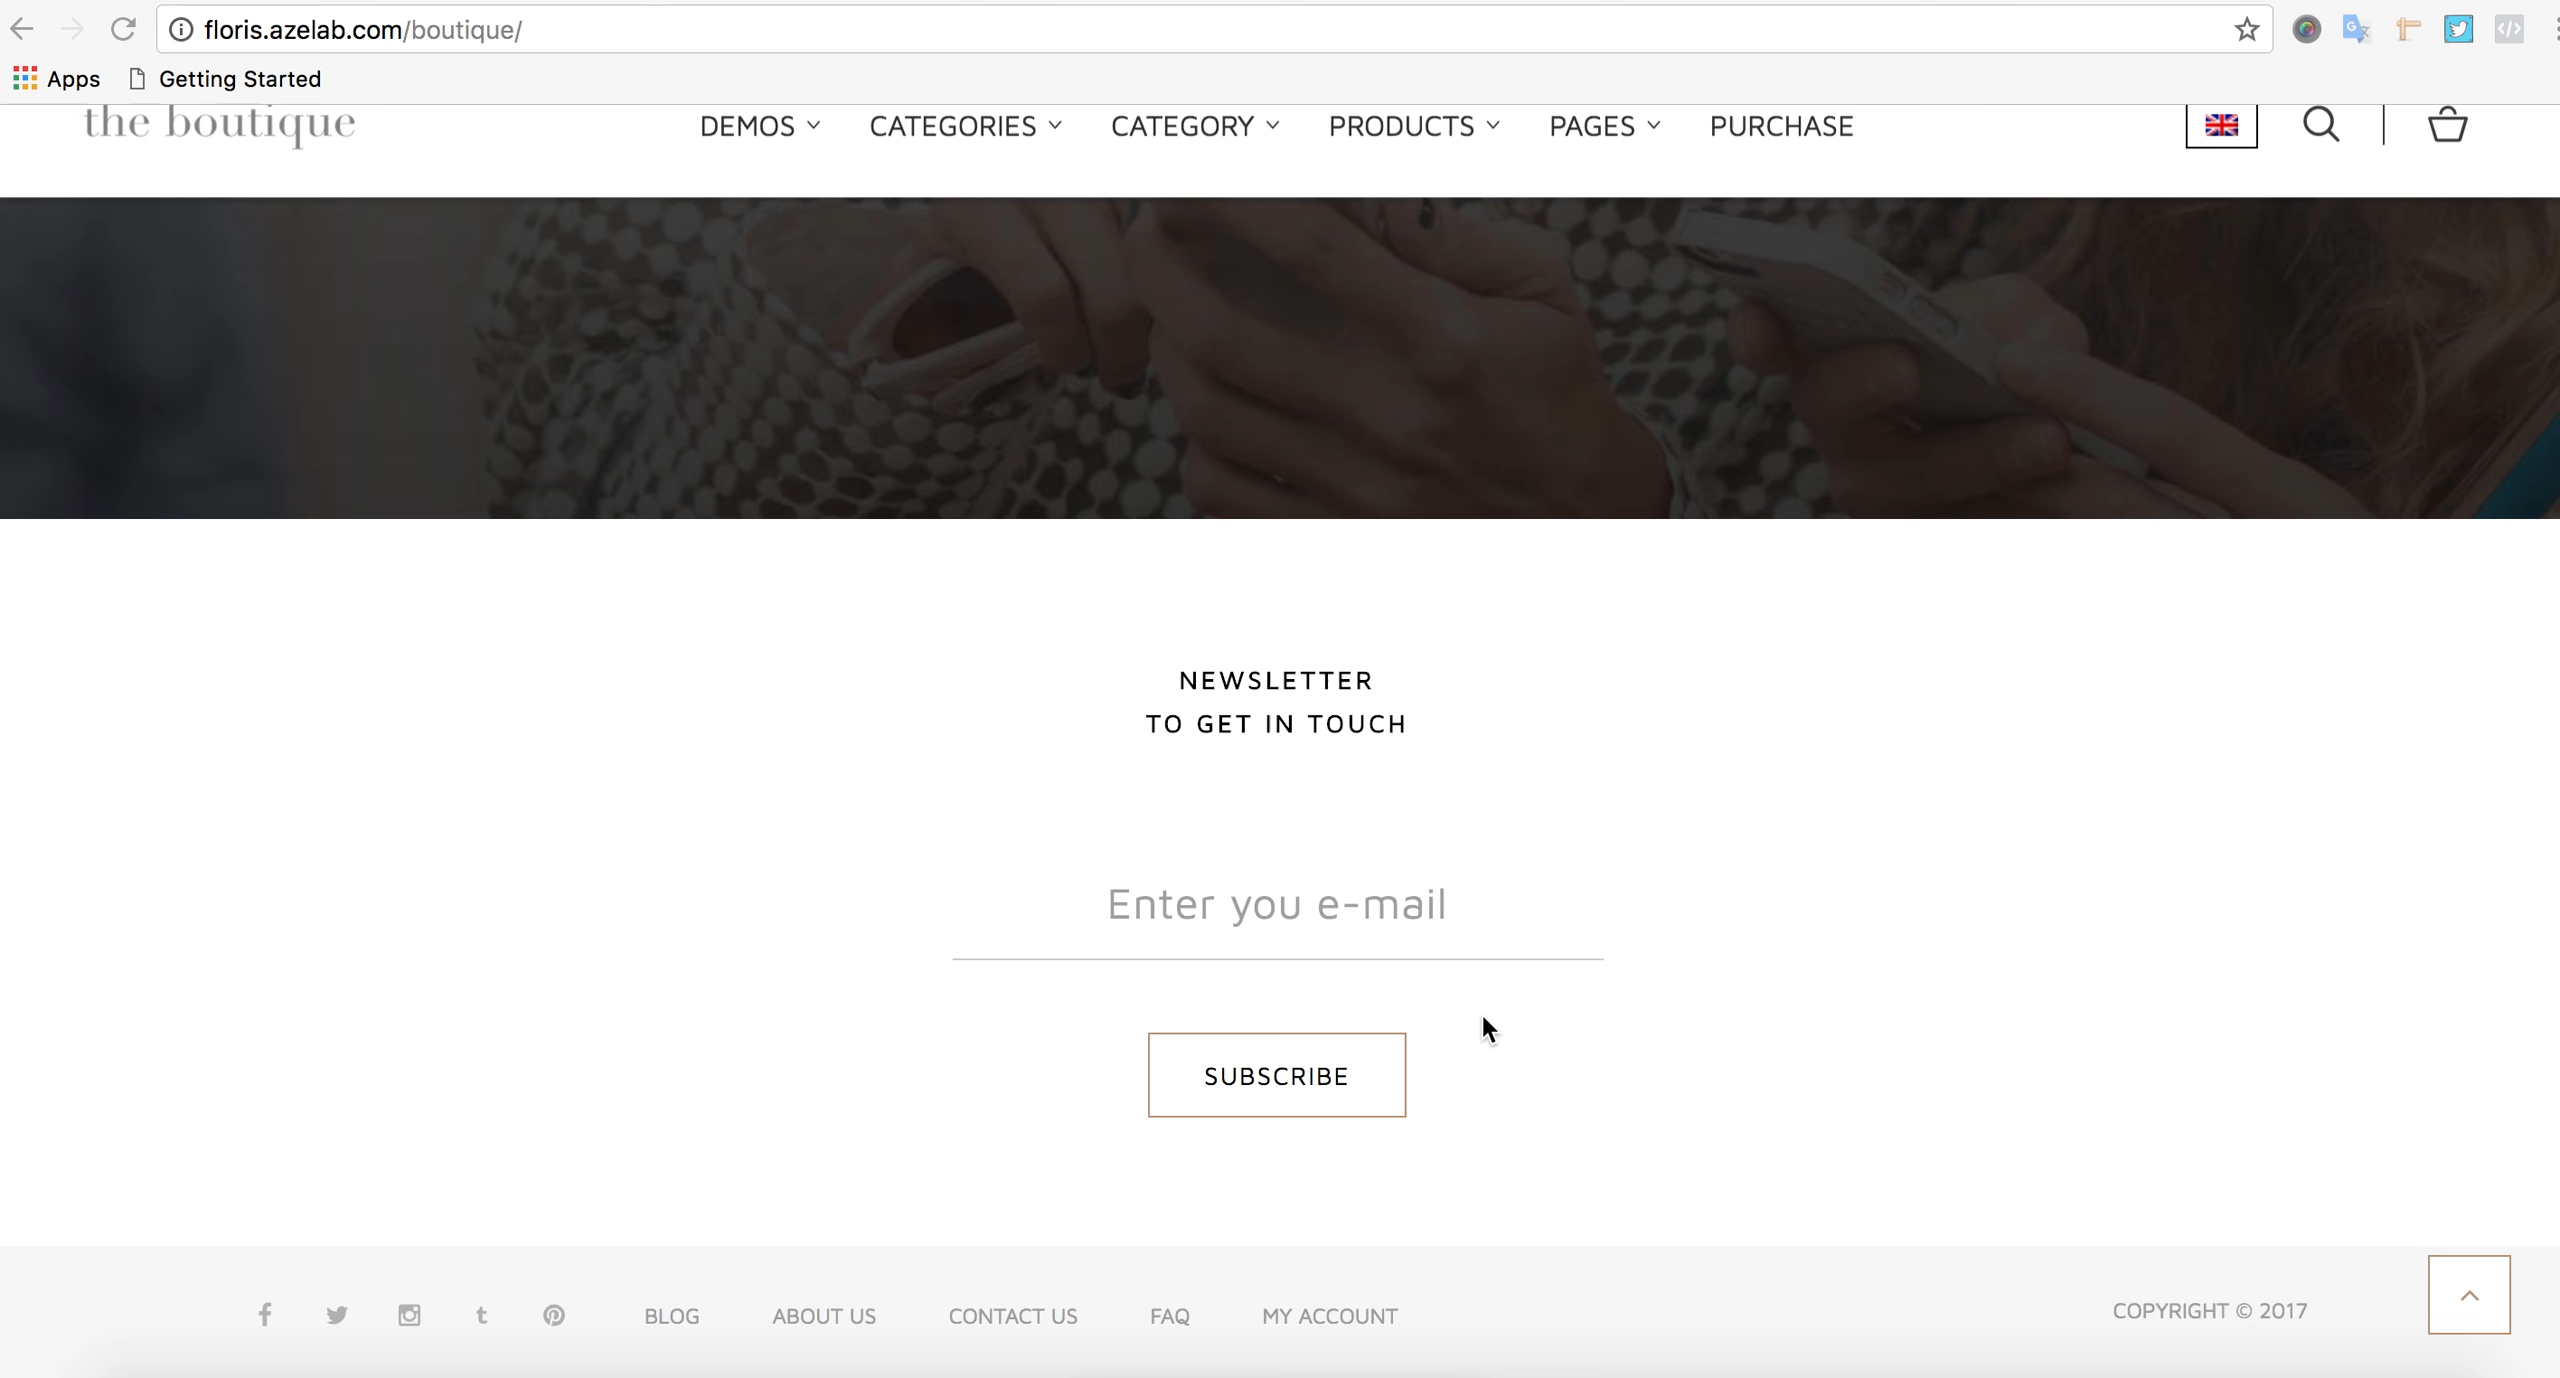 floris.azelab.com/boutique/
Apps Getting Started
the boutique
DEMOS CATEGORIES CATEGORY PRODUCTS PAGES PURCHASE
NEWSLETTER
TO GET IN TOUCH
Enter you e-mail
SUBSCRIBE
BLOG ABOUT US CONTACT US FAQ MY ACCOUNT COPYRIGHT © 2017